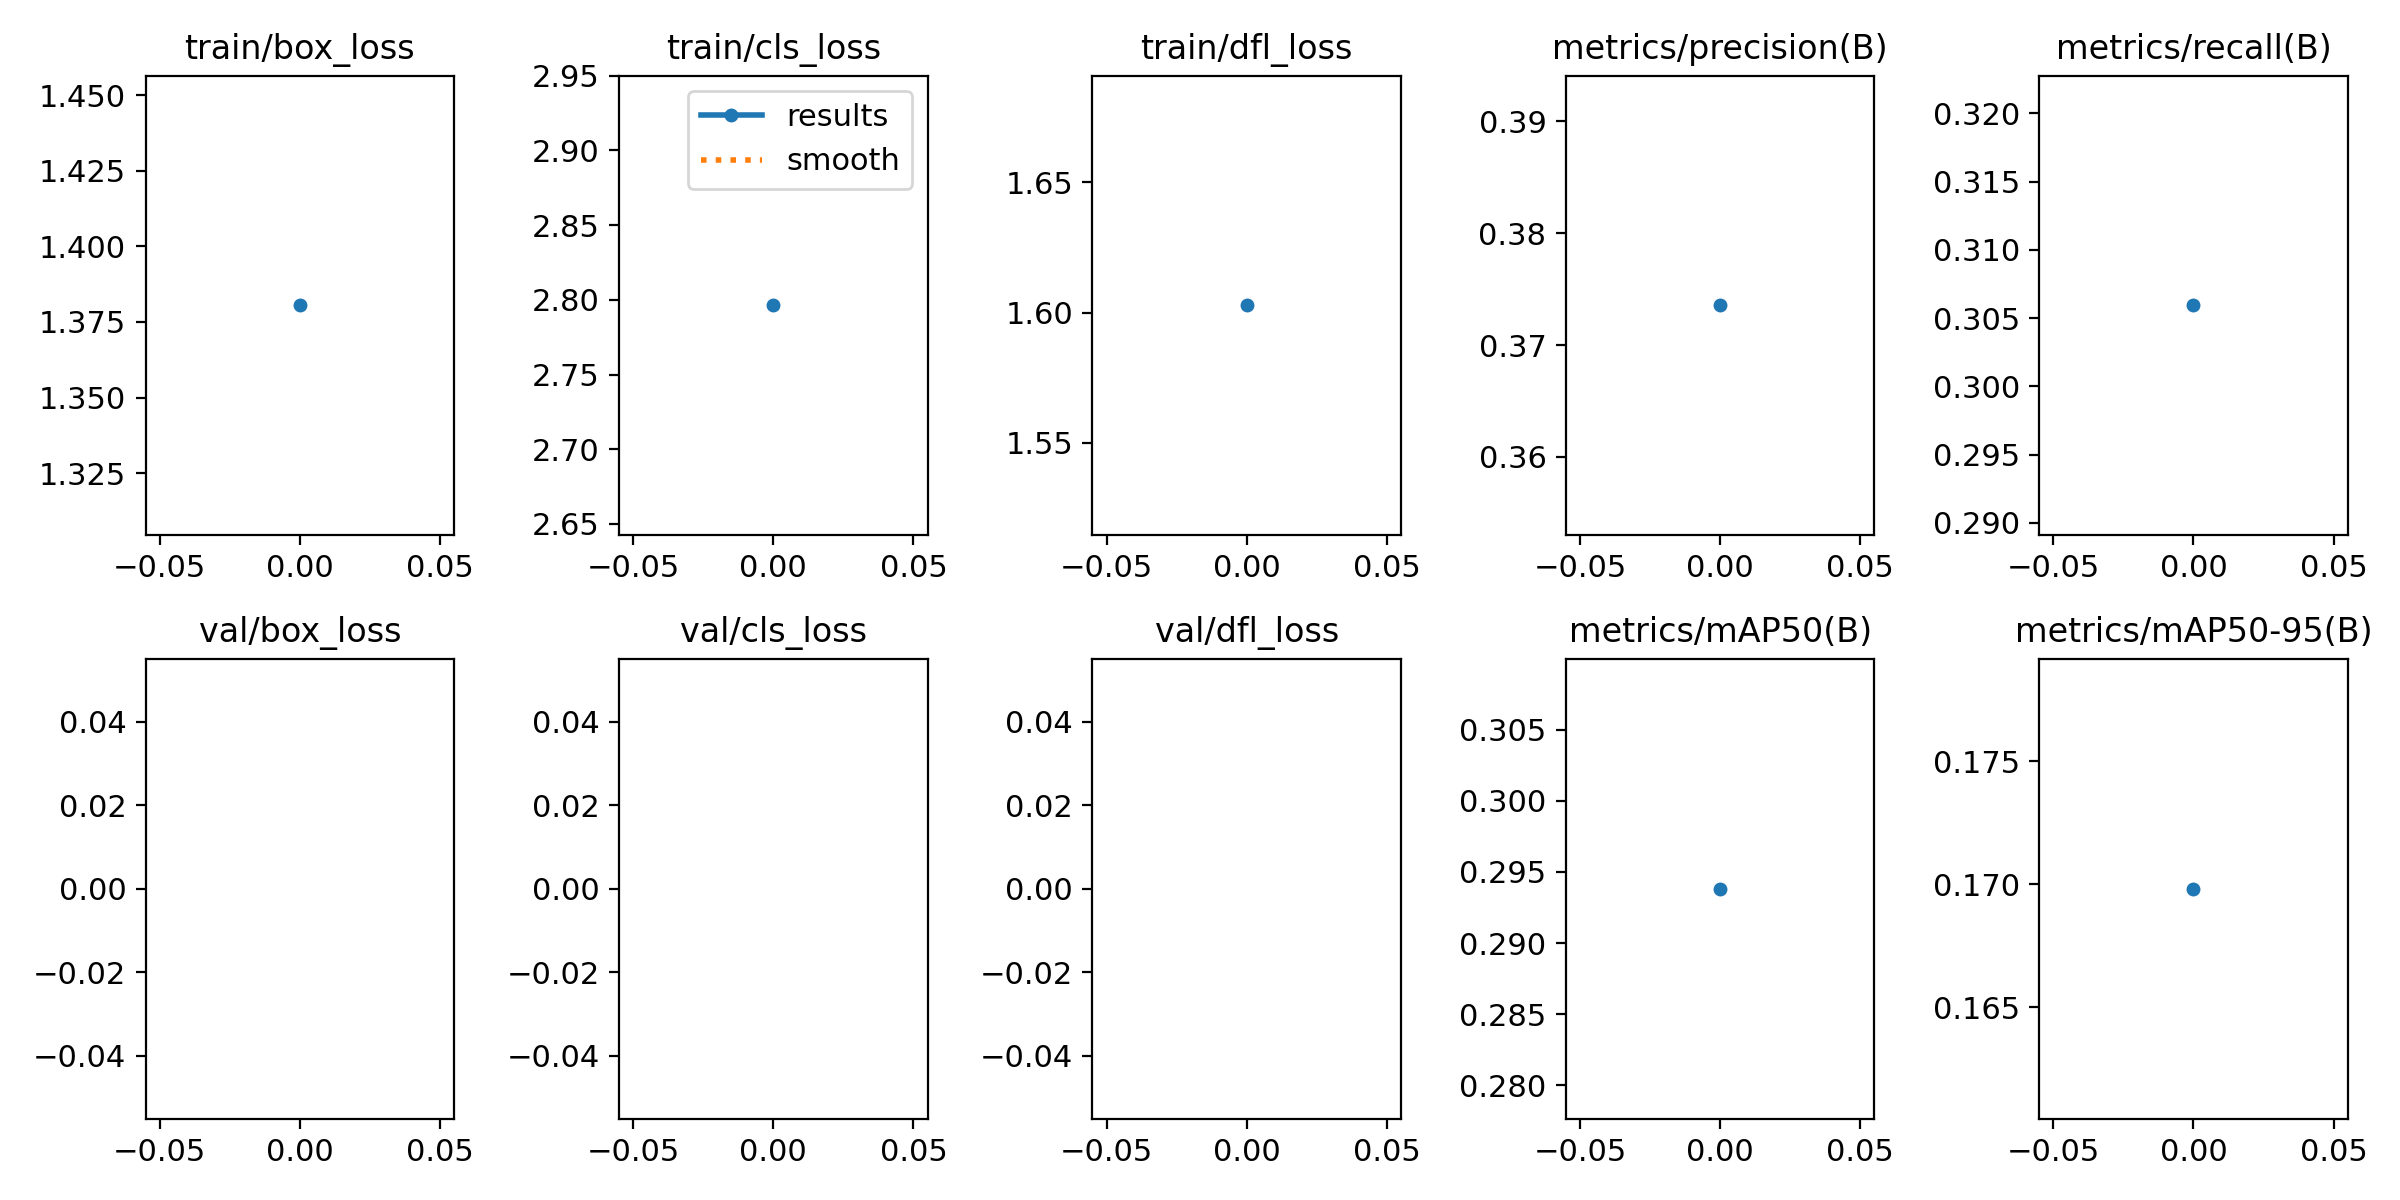 train/box_loss
1.450
1.425
1.400
1.375
1.350
1.325
−0.05 0.00 0.05
train/cls_loss
2.95
2.90
2.85
2.80
2.75
2.70
2.65
results
smooth
−0.05 0.00 0.05
train/dfl_loss
1.65
1.60
1.55
−0.05 0.00 0.05
metrics/precision(B)
0.39
0.38
0.37
0.36
−0.05 0.00 0.05
metrics/recall(B)
0.320
0.315
0.310
0.305
0.300
0.295
0.290
−0.05 0.00 0.05
val/box_loss
0.04
0.02
0.00
−0.02
−0.04
−0.05 0.00 0.05
val/cls_loss
0.04
0.02
0.00
−0.02
−0.04
−0.05 0.00 0.05
val/dfl_loss
0.04
0.02
0.00
−0.02
−0.04
−0.05 0.00 0.05
metrics/mAP50(B)
0.305
0.300
0.295
0.290
0.285
0.280
−0.05 0.00 0.05
metrics/mAP50-95(B)
0.175
0.170
0.165
−0.05 0.00 0.05